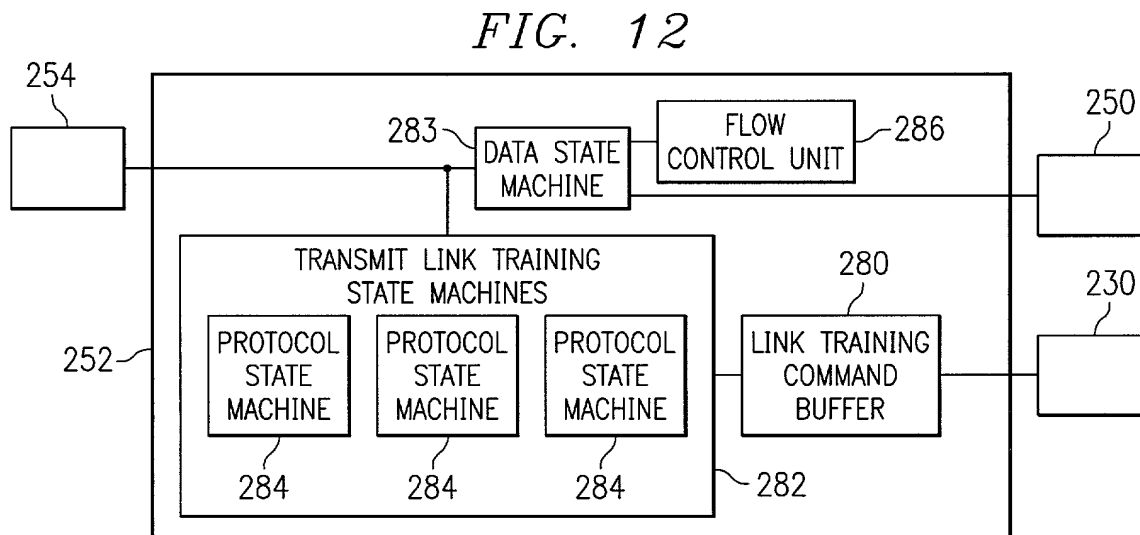 FIG. 12
254
283
DATA STATE
MACHINE
FLOW
CONTROL UNIT
286
250
TRANSMIT LINK TRAINING
STATE MACHINES
280
230
252
PROTOCOL
STATE
MACHINE
PROTOCOL
STATE
MACHINE
PROTOCOL
STATE
MACHINE
LINK TRAINING
COMMAND
BUFFER
284
284
284
282